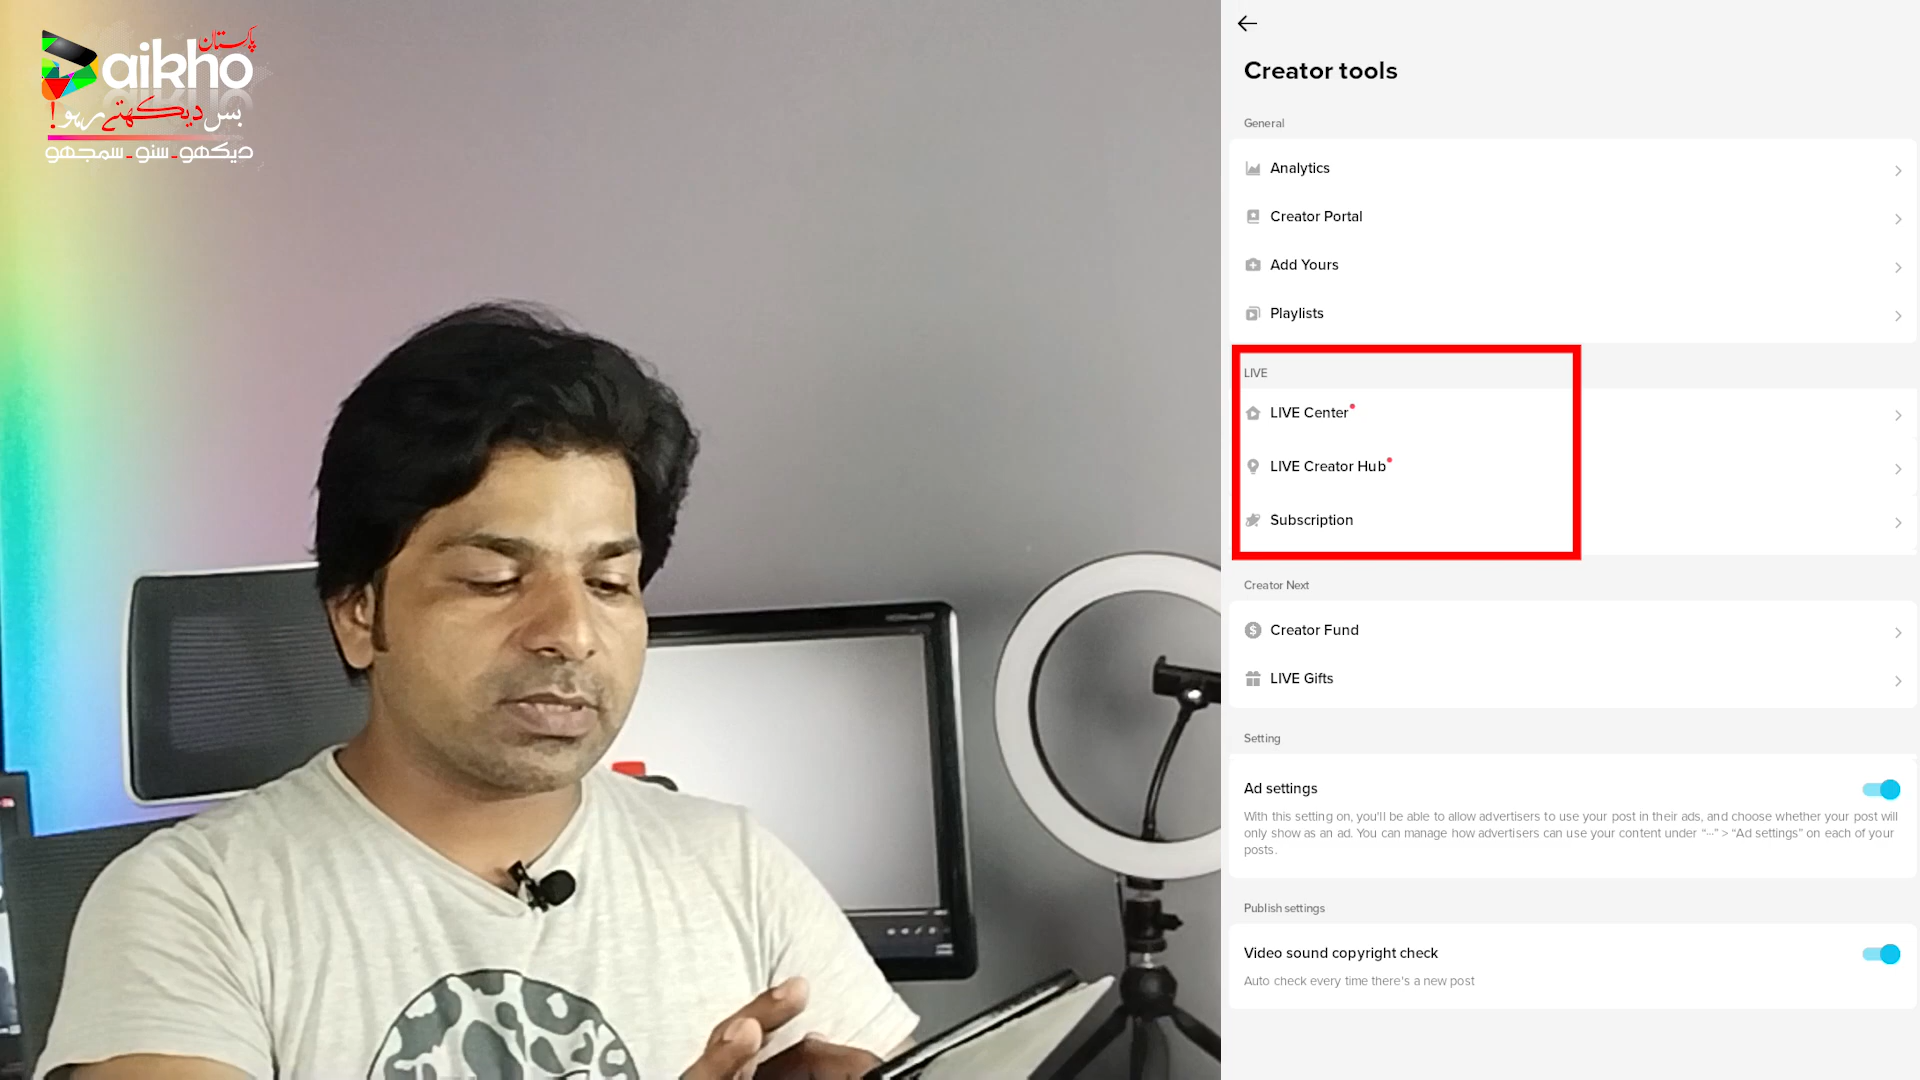 پاکستان
Daikho
بس دیکھتے رہو!
دیکھو - سنو - سمجھو
Creator tools
General
Analytics
Creator Portal
Add Yours
Playlists
LIVE
LIVE Center
LIVE Creator Hub
Subscription
Creator Next
Creator Fund
LIVE Gifts
Setting
Ad settings
With this setting on, you'll be able to allow advertisers to use your post in their ads, and choose whether your post will
only show as an ad. You can manage how advertisers can use your content under “···” > “Ad settings” on each of your
posts.
Publish settings
Video sound copyright check
Auto check every time there's a new post